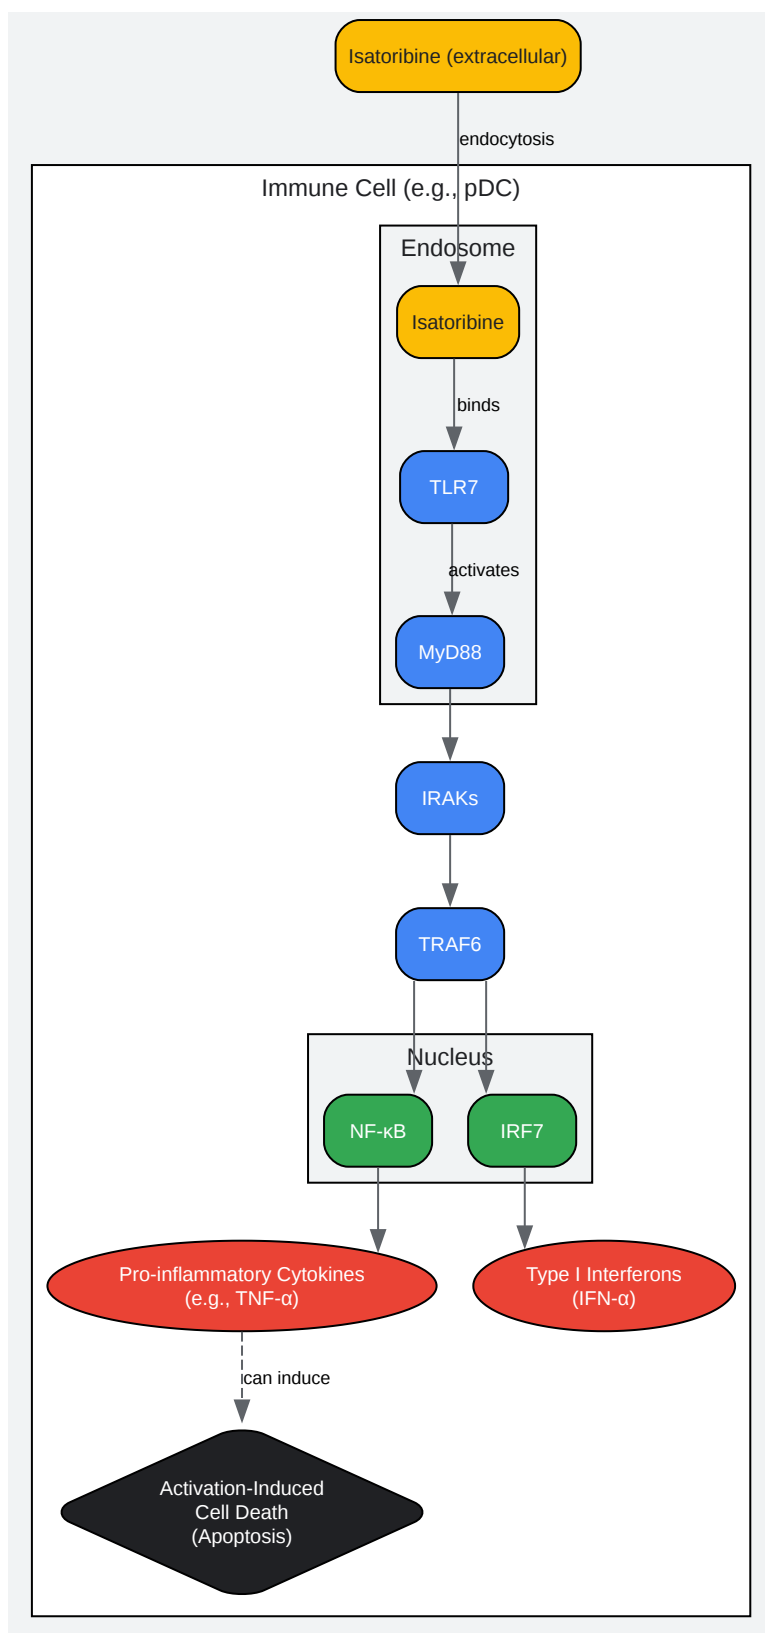 Isatoribine (extracellular)
endocytosis
Immune Cell (e.g., pDC)
Endosome
Isatoribine
binds
TLR7
activates
MyD88
IRAKs
TRAF6
Nucleus
NF-κB
IRF7
Pro-inflammatory Cytokines
(e.g., TNF-α)
Type I Interferons
(IFN-α)
can induce
Activation-Induced
Cell Death
(Apoptosis)